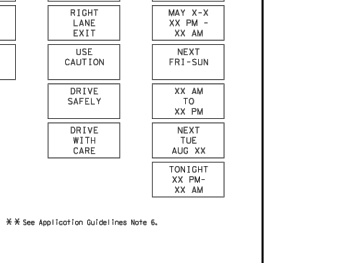 RIGHT
LANE
EXIT
MAY X-X
XX PM -
XX AM
USE
CAUTION
NEXT
FRI-SUN
DRIVE
SAFELY
XX AM
TO
XX PM
DRIVE
WITH
CARE
NEXT
TUE
AUG XX
TONIGHT
XX PM-
XX AM
** See Application Guidelines Note 6.